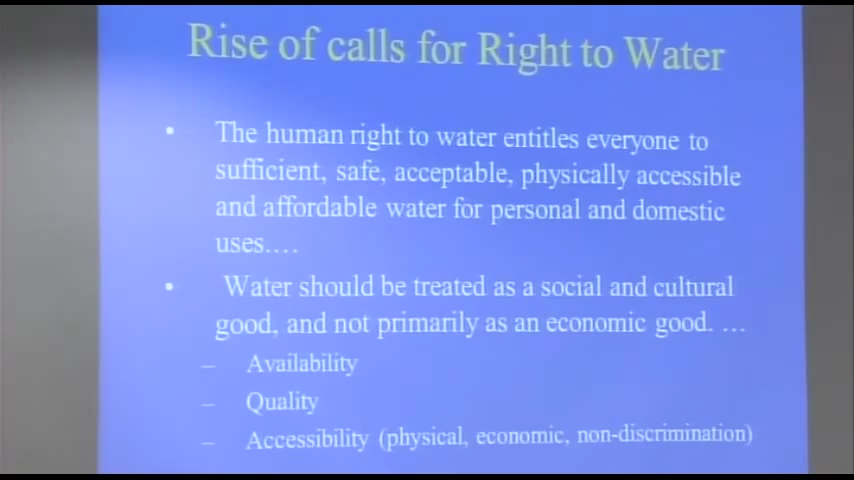 Rise of calls for Right to Water
• The human right to water entitles everyone to
sufficient, safe, acceptable, physically accessible
and affordable water for personal and domestic
uses….
• Water should be treated as a social and cultural
good, and not primarily as an economic good. …
– Availability
– Quality
– Accessibility (physical, economic, non-discrimination)